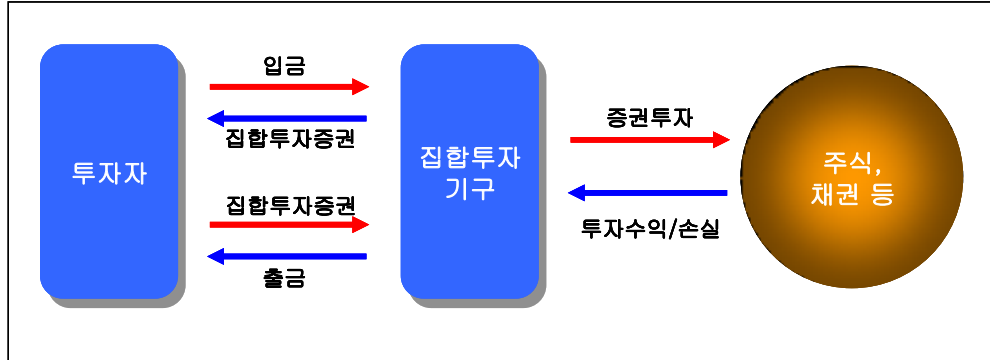 입금
집합투자증권
투자자
집합투자증권
출금
집합투자
기구
증권투자
투자수익/손실
주식,
채권 등